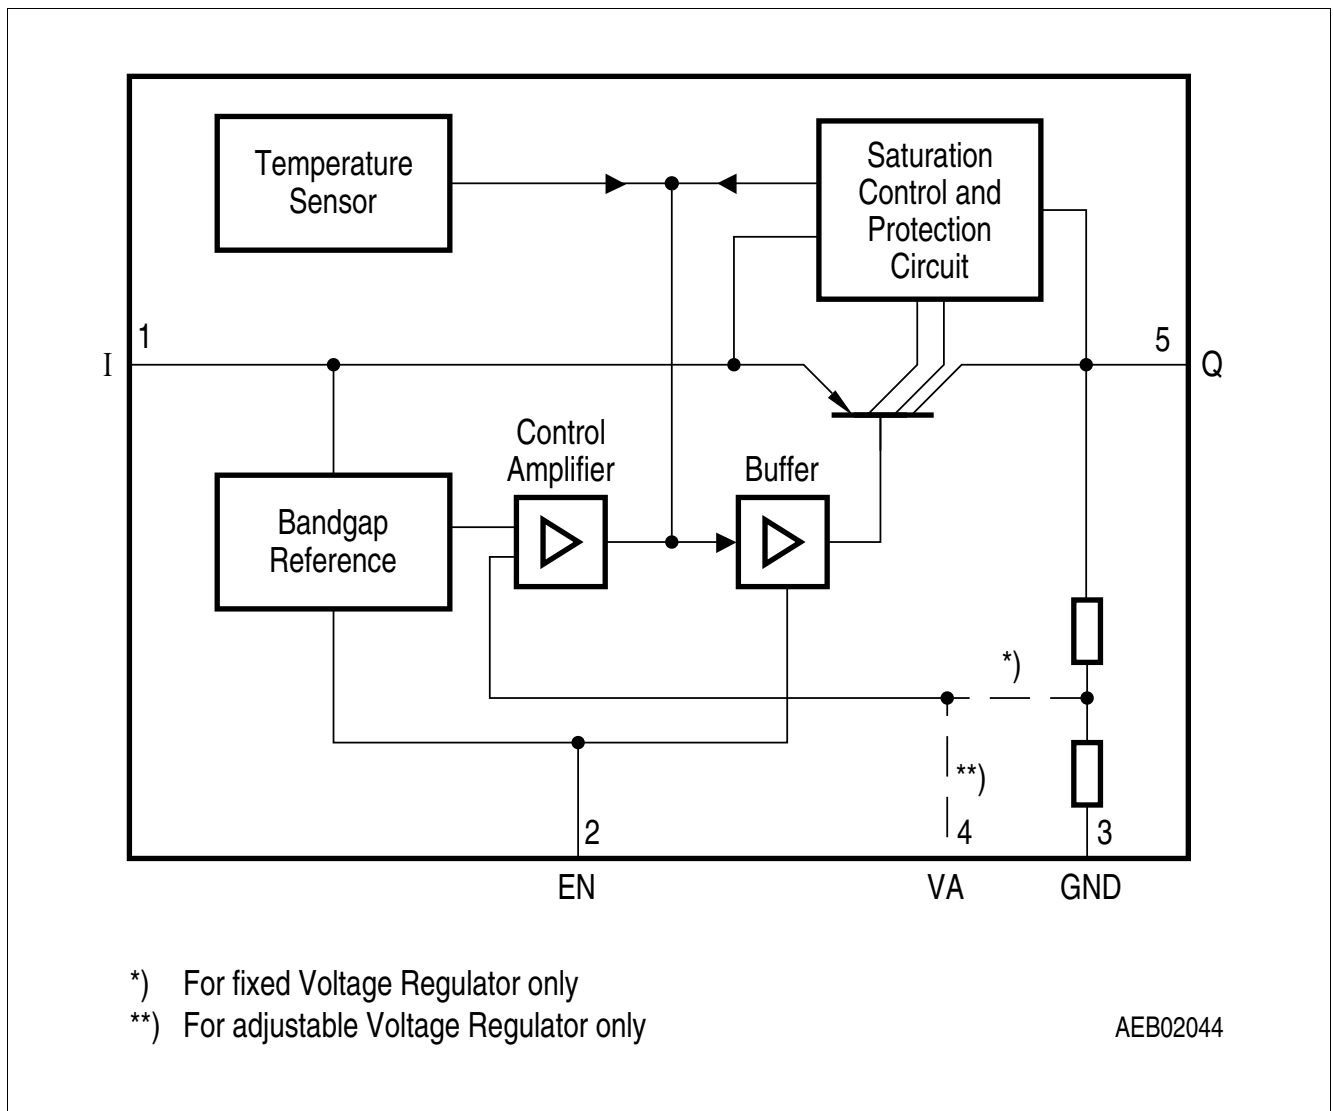 Temperature
Sensor
Saturation
Control and
Protection
Circuit
1
I
5
Q
Control
Amplifier
Buffer
Bandgap
Reference
*)
**)
2
4
3
EN
VA
GND
*) For fixed Voltage Regulator only
**) For adjustable Voltage Regulator only
AEB02044